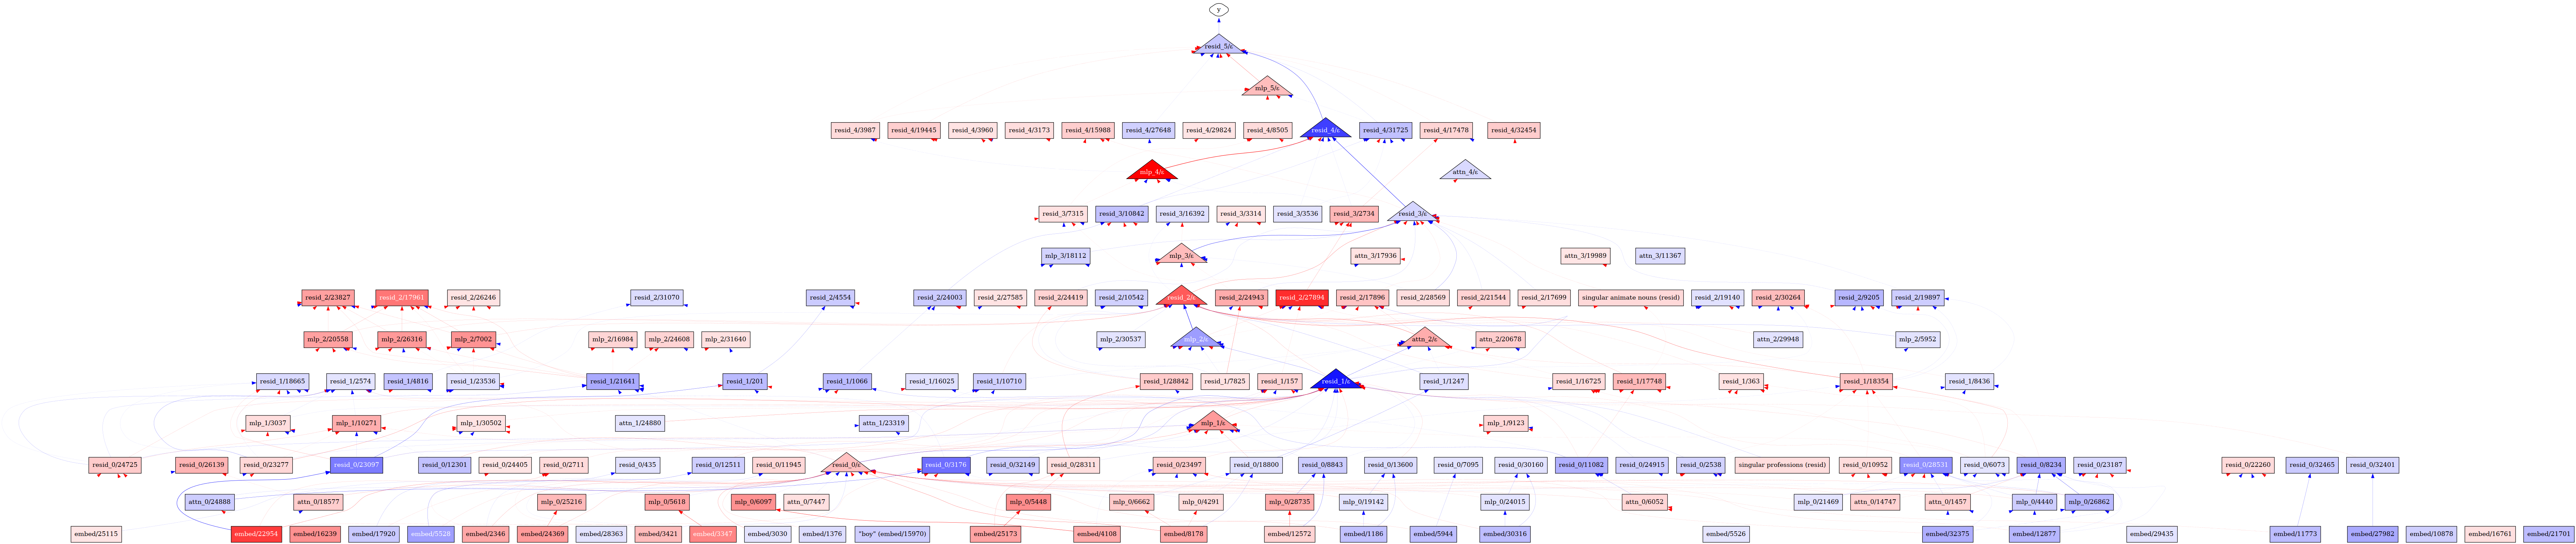 y
resid_5/ε
mlp_5/ε
resid_4/3987 resid_4/19445 resid_4/3960 resid_4/3173 resid_4/15988 resid_4/27648 resid_4/29824 resid_4/8505 resid_4/ε resid_4/31725 resid_4/17478 resid_4/32454
mlp_4/ε attn_4/ε
resid_3/7315 resid_3/10842 resid_3/16392 resid_3/3314 resid_3/3536 resid_3/2734 resid_3/ε
mlp_3/18112 mlp_3/ε attn_3/17936 attn_3/19989 attn_3/11367
resid_2/23827 resid_2/17961 resid_2/26246 resid_2/31070 resid_2/4554 resid_2/24003 resid_2/27585 resid_2/24419 resid_2/10542 resid_2/ε resid_2/24943 resid_2/27894 resid_2/17896 resid_2/28569 resid_2/21544 resid_2/17699 singular animate nouns (resid) resid_2/19140 resid_2/30264 resid_2/9205 resid_2/19897
mlp_2/20558 mlp_2/26316 mlp_2/7002 mlp_2/16984 mlp_2/24608 mlp_2/31640 mlp_2/30537 mlp_2/ε attn_2/ε attn_2/20678 attn_2/29948 mlp_2/5952
resid_1/18665 resid_1/2574 resid_1/4816 resid_1/23536 resid_1/21641 resid_1/201 resid_1/1066 resid_1/16025 resid_1/10710 resid_1/28842 resid_1/7825 resid_1/157 resid_1/ε resid_1/1247 resid_1/16725 resid_1/17748 resid_1/363 resid_1/18354 resid_1/8436
mlp_1/3037 mlp_1/10271 mlp_1/30502 attn_1/24880 attn_1/23319 mlp_1/ε mlp_1/9123
resid_0/24725 resid_0/26139 resid_0/23277 resid_0/23097 resid_0/12301 resid_0/24405 resid_0/2711 resid_0/435 resid_0/12511 resid_0/11945 resid_0/ε resid_0/3176 resid_0/32149 resid_0/28311 resid_0/23497 resid_0/18800 resid_0/8843 resid_0/13600 resid_0/7095 resid_0/30160 resid_0/11082 resid_0/24915 resid_0/2538 singular professions (resid) resid_0/10952 resid_0/28531 resid_0/6073 resid_0/8234 resid_0/23187 resid_0/22260 resid_0/32465 resid_0/32401
attn_0/24888 attn_0/18577 mlp_0/25216 mlp_0/5618 mlp_0/6097 attn_0/7447 mlp_0/5448 mlp_0/6662 mlp_0/4291 mlp_0/28735 mlp_0/19142 mlp_0/24015 attn_0/6052 mlp_0/21469 attn_0/14747 attn_0/1457 mlp_0/4440 mlp_0/26862
embed/25115 embed/22954 embed/16239 embed/17920 embed/5528 embed/2346 embed/24369 embed/28363 embed/3421 embed/3347 embed/3030 embed/1376 "boy" (embed/15970) embed/25173 embed/4108 embed/8178 embed/12572 embed/1186 embed/5944 embed/30316 embed/5526 embed/32375 embed/12877 embed/29435 embed/11773 embed/27982 embed/10878 embed/16761 embed/21701